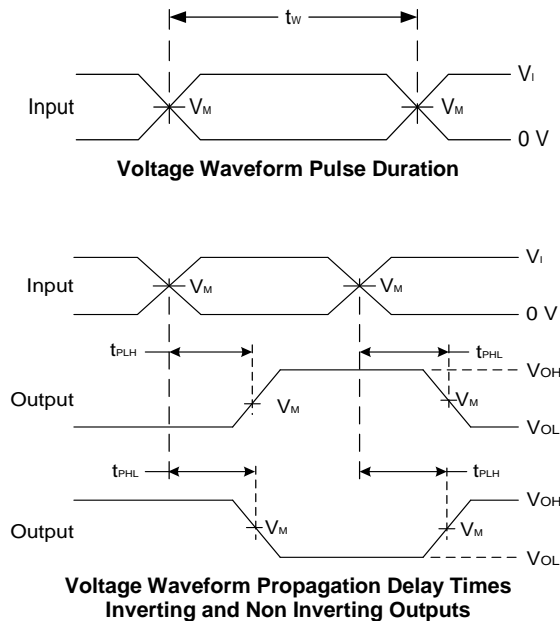 tW
VI
Input
VM
VM
0 V
Voltage Waveform Pulse Duration
VI
Input
VM
VM
0 V
tPLH
tPHL
VOH
Output
VM
VM
VOL
tPHL
tPLH
VOH
Output
VM
VM
VOL
Voltage Waveform Propagation Delay Times
Inverting and Non Inverting Outputs